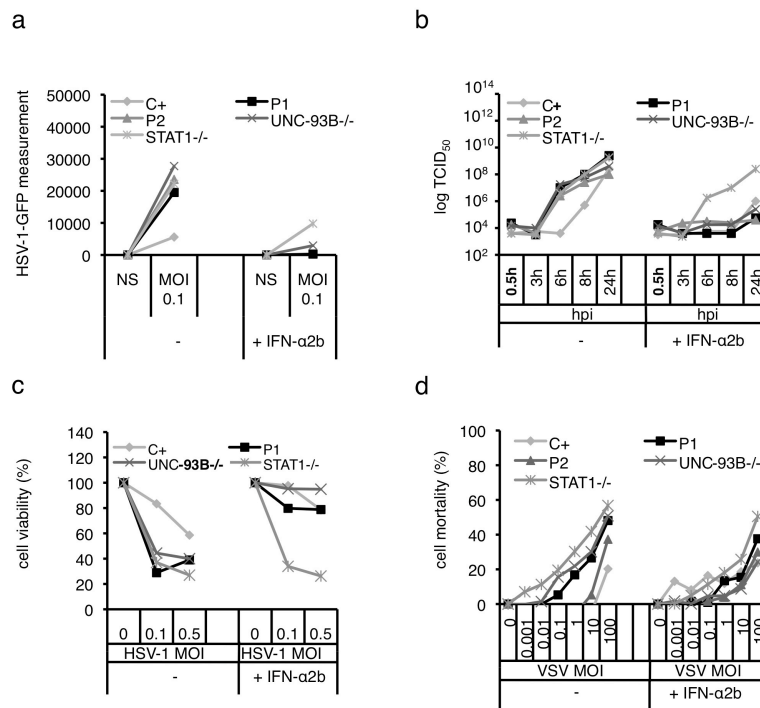 a
HSV-1-GFP measurement
50000
40000
30000
20000
10000
0
C+
P1
P2
UNC-93B-/-
STAT1-/-
NS
MOI 0.1
NS
MOI 0.1
-
+ IFN-α2b
b
log TCID50
10^14
10^12
10^10
10^8
10^6
10^4
10^2
C+
P1
P2
UNC-93B-/-
STAT1-/-
0.5h
3h
6h
8h
24h
0.5h
3h
6h
8h
24h
hpi
hpi
-
+ IFN-α2b
c
cell viability (%)
140
120
100
80
60
40
20
0
C+
P1
UNC-93B-/-
STAT1-/-
0
0.1
0.5
0
0.1
0.5
HSV-1 MOI
HSV-1 MOI
-
+ IFN-α2b
d
cell mortality (%)
100
80
60
40
20
0
C+
P1
P2
UNC-93B-/-
STAT1-/-
0
0.001
0.01
0.1
1
10
100
0
0.001
0.01
0.1
1
10
100
VSV MOI
VSV MOI
-
+ IFN-α2b